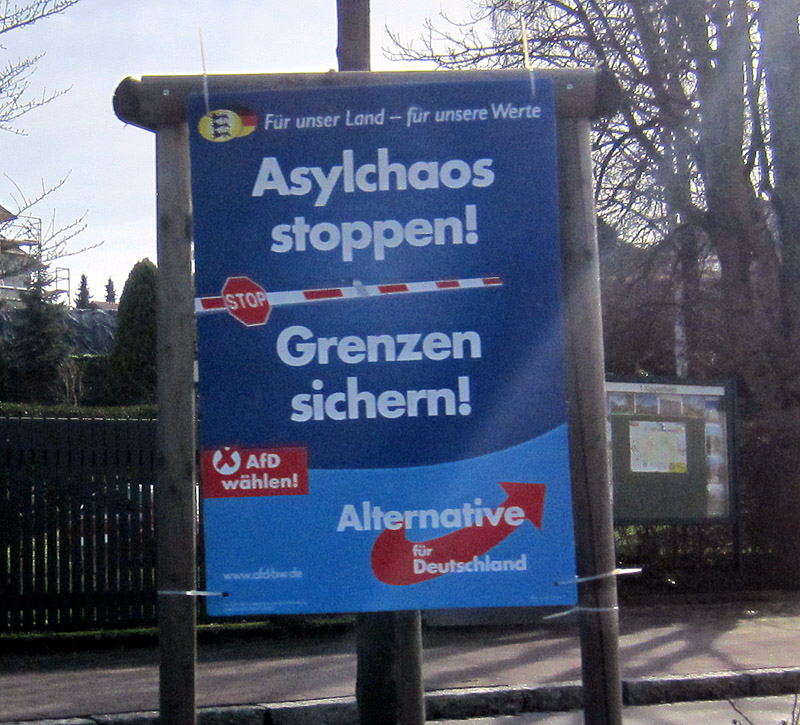 Für unser Land – für unsere Werte
Asylchaos
stoppen!
STOP
Grenzen
sichern!
AfD
wählen!
Alternative
für
Deutschland
www.afd-bw.de